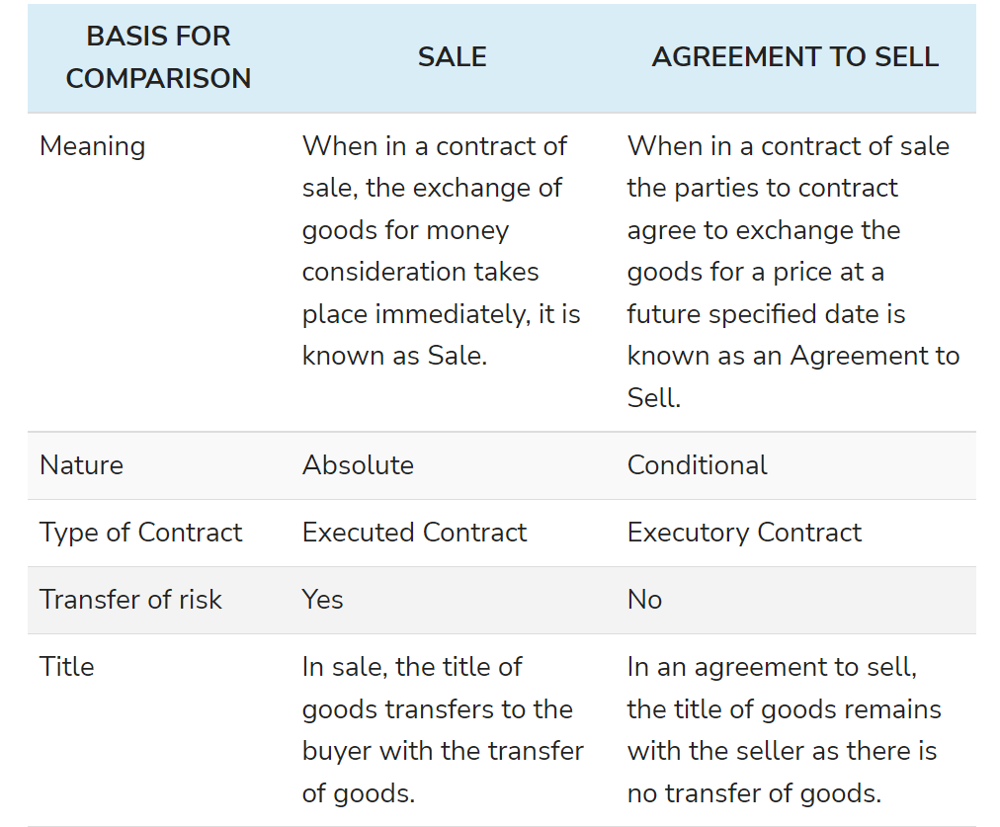 BASIS FOR
COMPARISON
SALE
AGREEMENT TO SELL
Meaning
When in a contract of
sale, the exchange of
goods for money
consideration takes
place immediately, it is
known as Sale.
When in a contract of sale
the parties to contract
agree to exchange the
goods for a price at a
future specified date is
known as an Agreement to
Sell.
Nature
Absolute
Conditional
Type of Contract
Executed Contract
Executory Contract
Transfer of risk
Yes
No
Title
In sale, the title of
goods transfers to the
buyer with the transfer
of goods.
In an agreement to sell,
the title of goods remains
with the seller as there is
no transfer of goods.